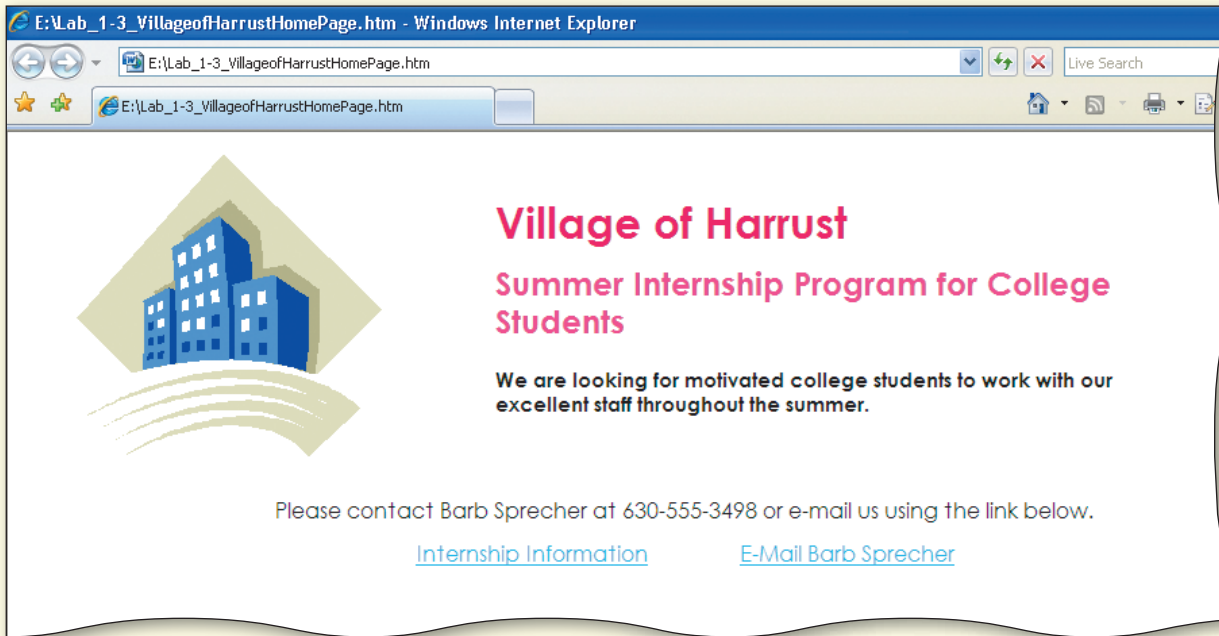 E:\Lab_1-3_VillageofHarrustHomePage.htm - Windows Internet Explorer
E:\Lab_1-3_VillageofHarrustHomePage.htm
Live Search
E:\Lab_1-3_VillageofHarrustHomePage.htm
Village of Harrust
Summer Internship Program for College
Students
We are looking for motivated college students to work with our
excellent staff throughout the summer.
Please contact Barb Sprecher at 630-555-3498 or e-mail us using the link below.
Internship Information
E-Mail Barb Sprecher